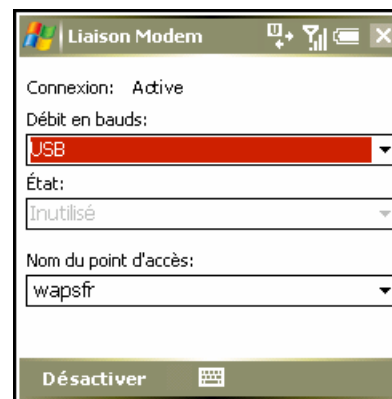 Liaison Modem
Connexion: Active
Débit en bauds:
USB
État:
Inutilisé
Nom du point d'accès:
wapsfr
Désactiver